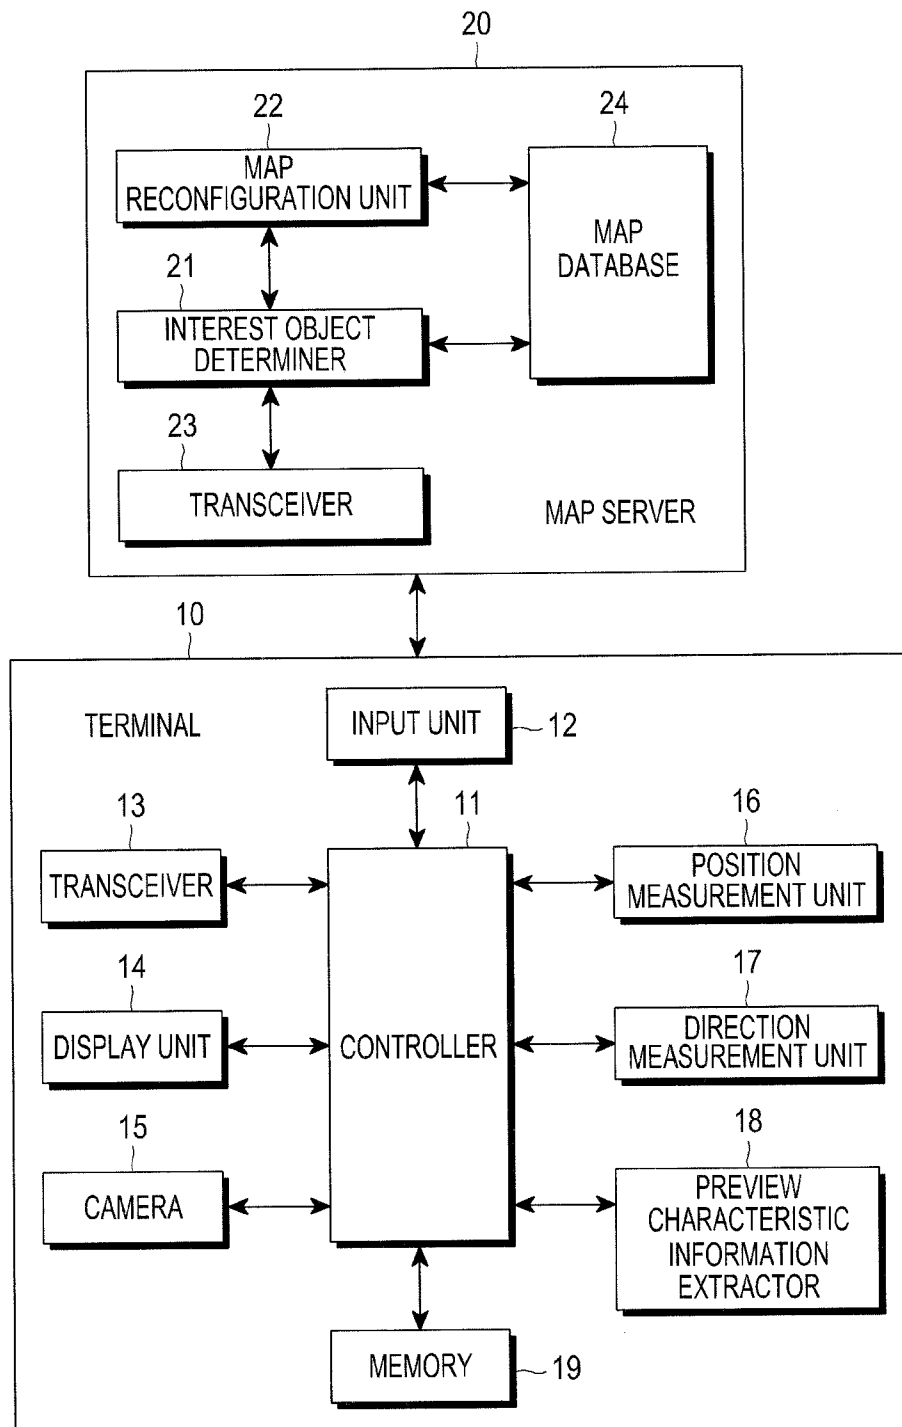 20
22
24
MAP
RECONFIGURATION UNIT
MAP
DATABASE
21
INTEREST OBJECT
DETERMINER
23
TRANSCEIVER
MAP SERVER
10
TERMINAL
INPUT UNIT
12
13
11
16
TRANSCEIVER
POSITION
MEASUREMENT UNIT
14
17
DISPLAY UNIT
CONTROLLER
DIRECTION
MEASUREMENT UNIT
15
18
CAMERA
PREVIEW
CHARACTERISTIC
INFORMATION
EXTRACTOR
MEMORY
19